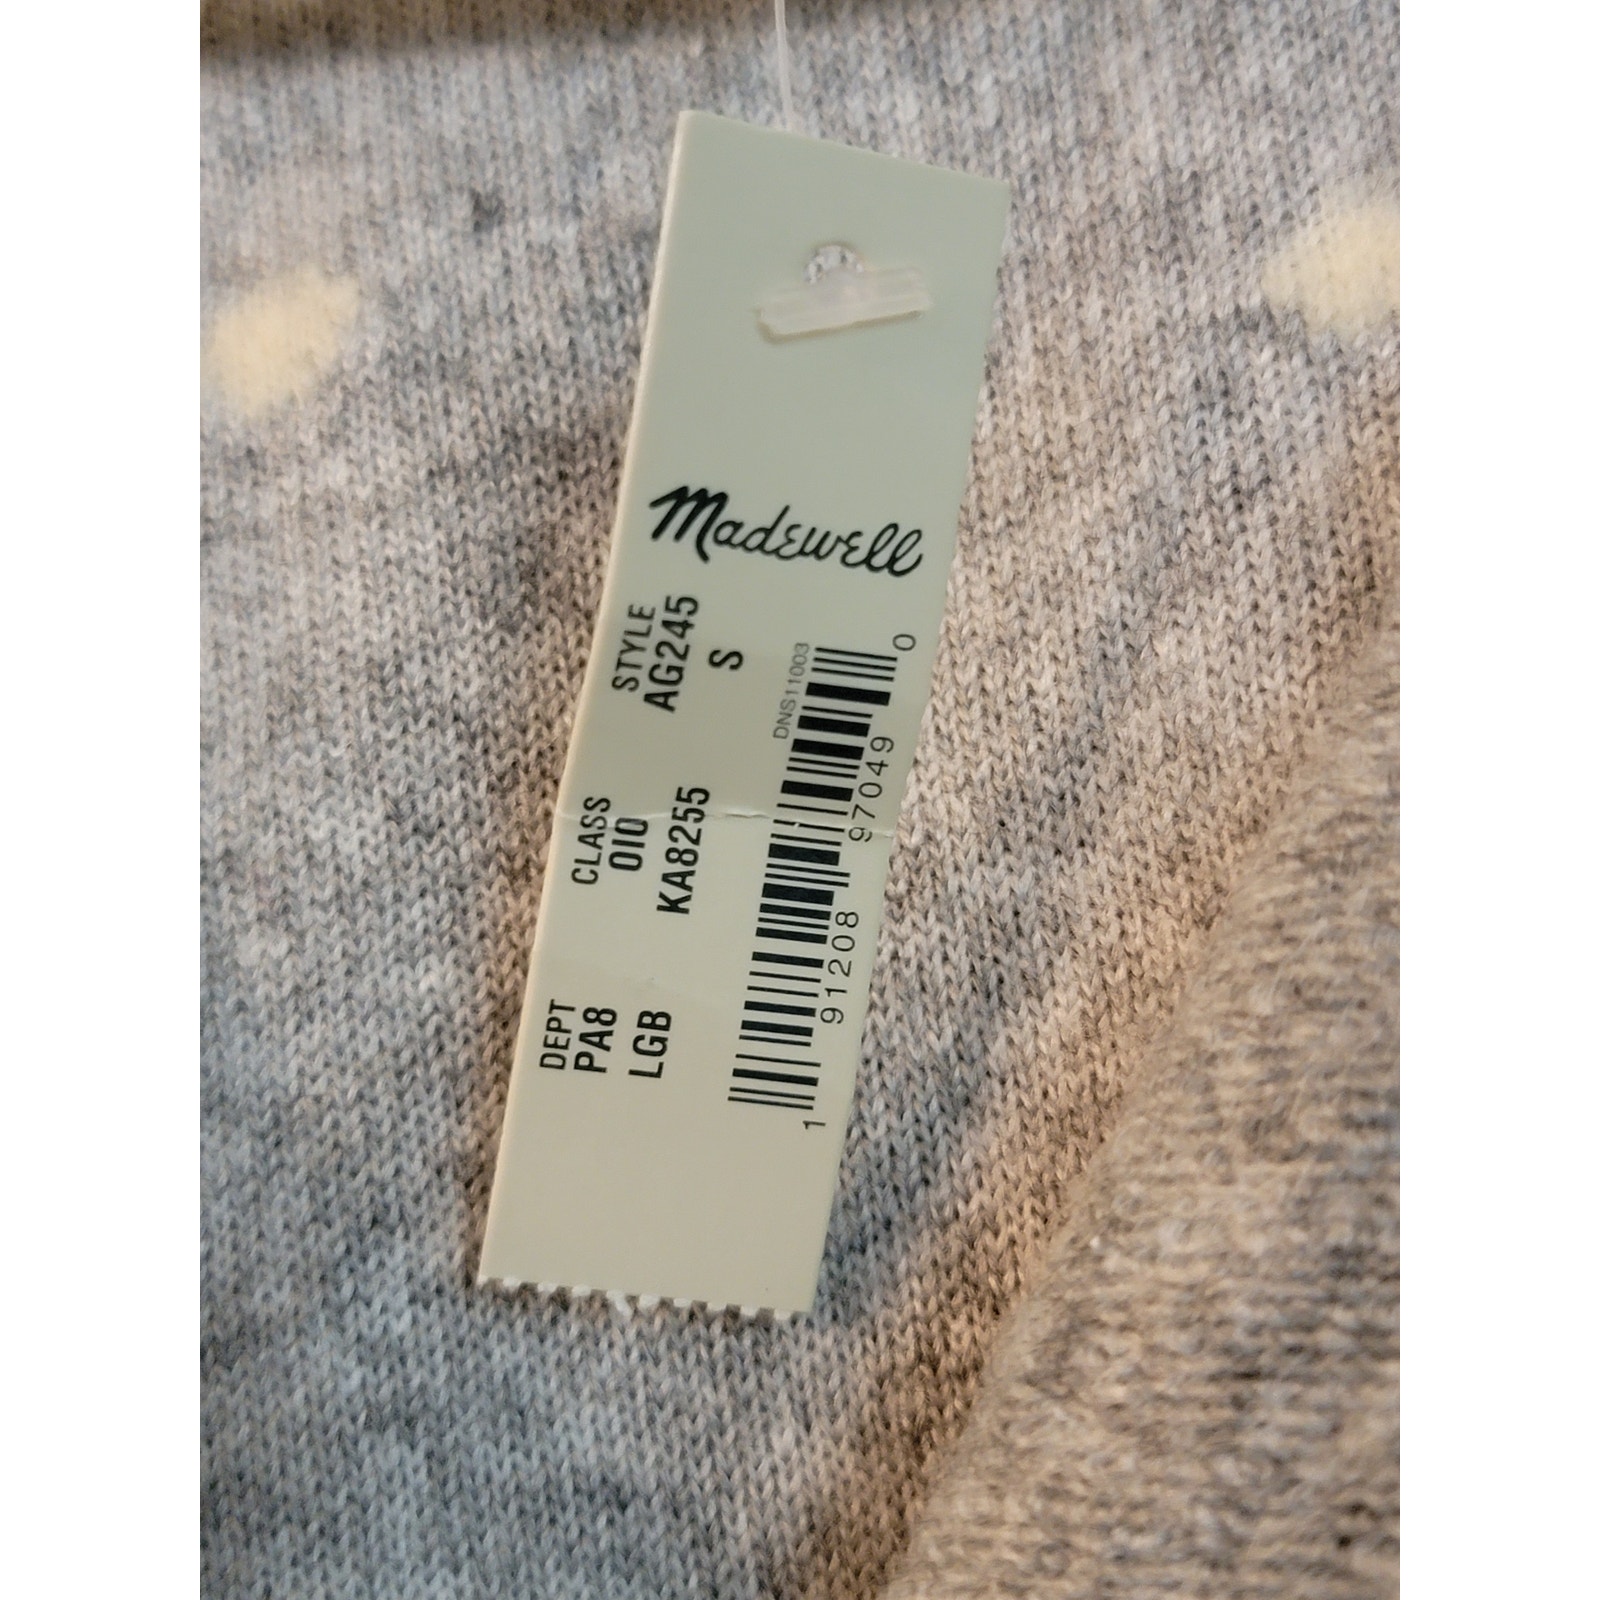 Madewell
DEPT CLASS STYLE
PA8 010 AG245
LGB KA8255 S
DNS11003
1 91208 97049 0